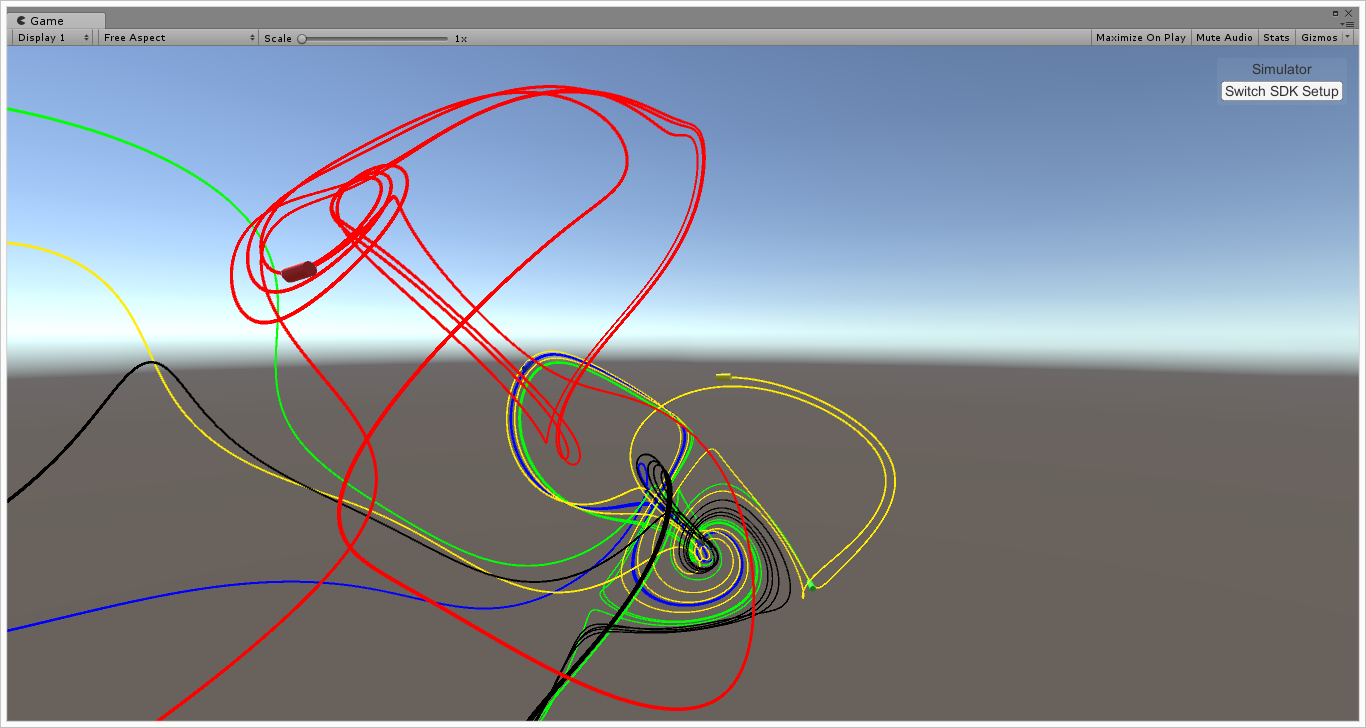 Game
Display 1
Free Aspect
Scale
1x
Maximize On Play
Mute Audio
Stats
Gizmos
Simulator
Switch SDK Setup